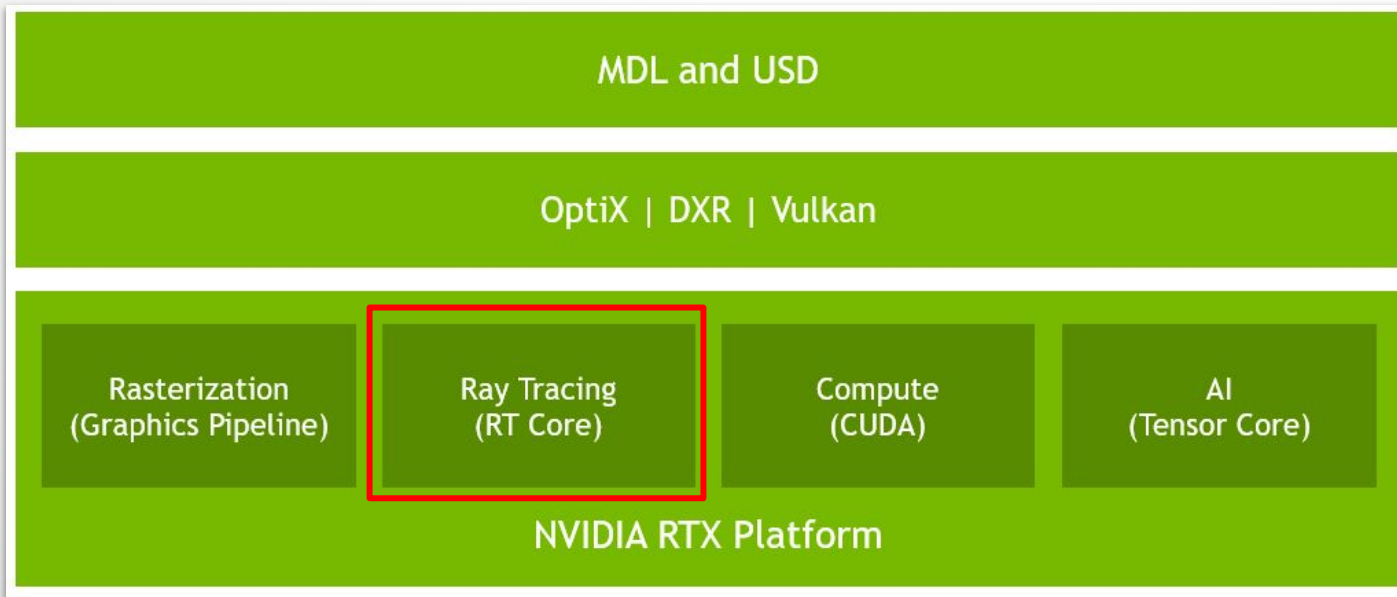 MDL and USD
OptiX | DXR | Vulkan
Rasterization
(Graphics Pipeline)
Ray Tracing
(RT Core)
Compute
(CUDA)
AI
(Tensor Core)
NVIDIA RTX Platform